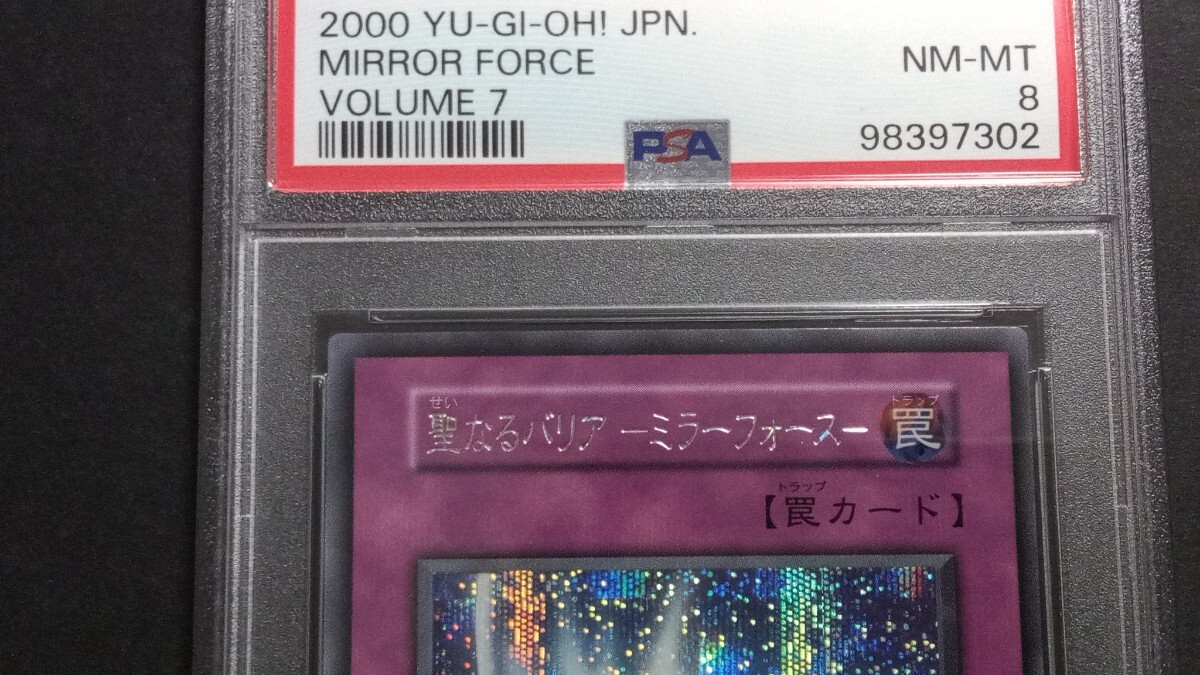 2000 YU-GI-OH! JPN.
MIRROR FORCE
NM-MT
VOLUME 7
8
PSA
98397302
せい
トラップ
聖なるバリア －ミラーフォース－
罠
トラップ
【罠カード】